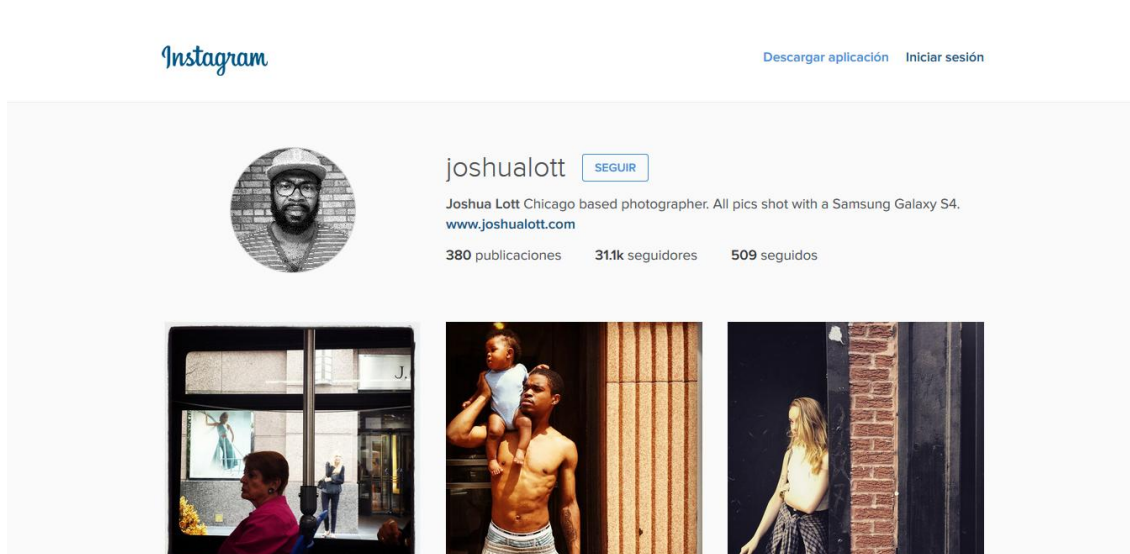 Instagram
Descargar aplicación Iniciar sesión
joshualott SEGUIR
Joshua Lott Chicago based photographer. All pics shot with a Samsung Galaxy S4.
www.joshualott.com
380 publicaciones 31.1k seguidores 509 seguidos
J.